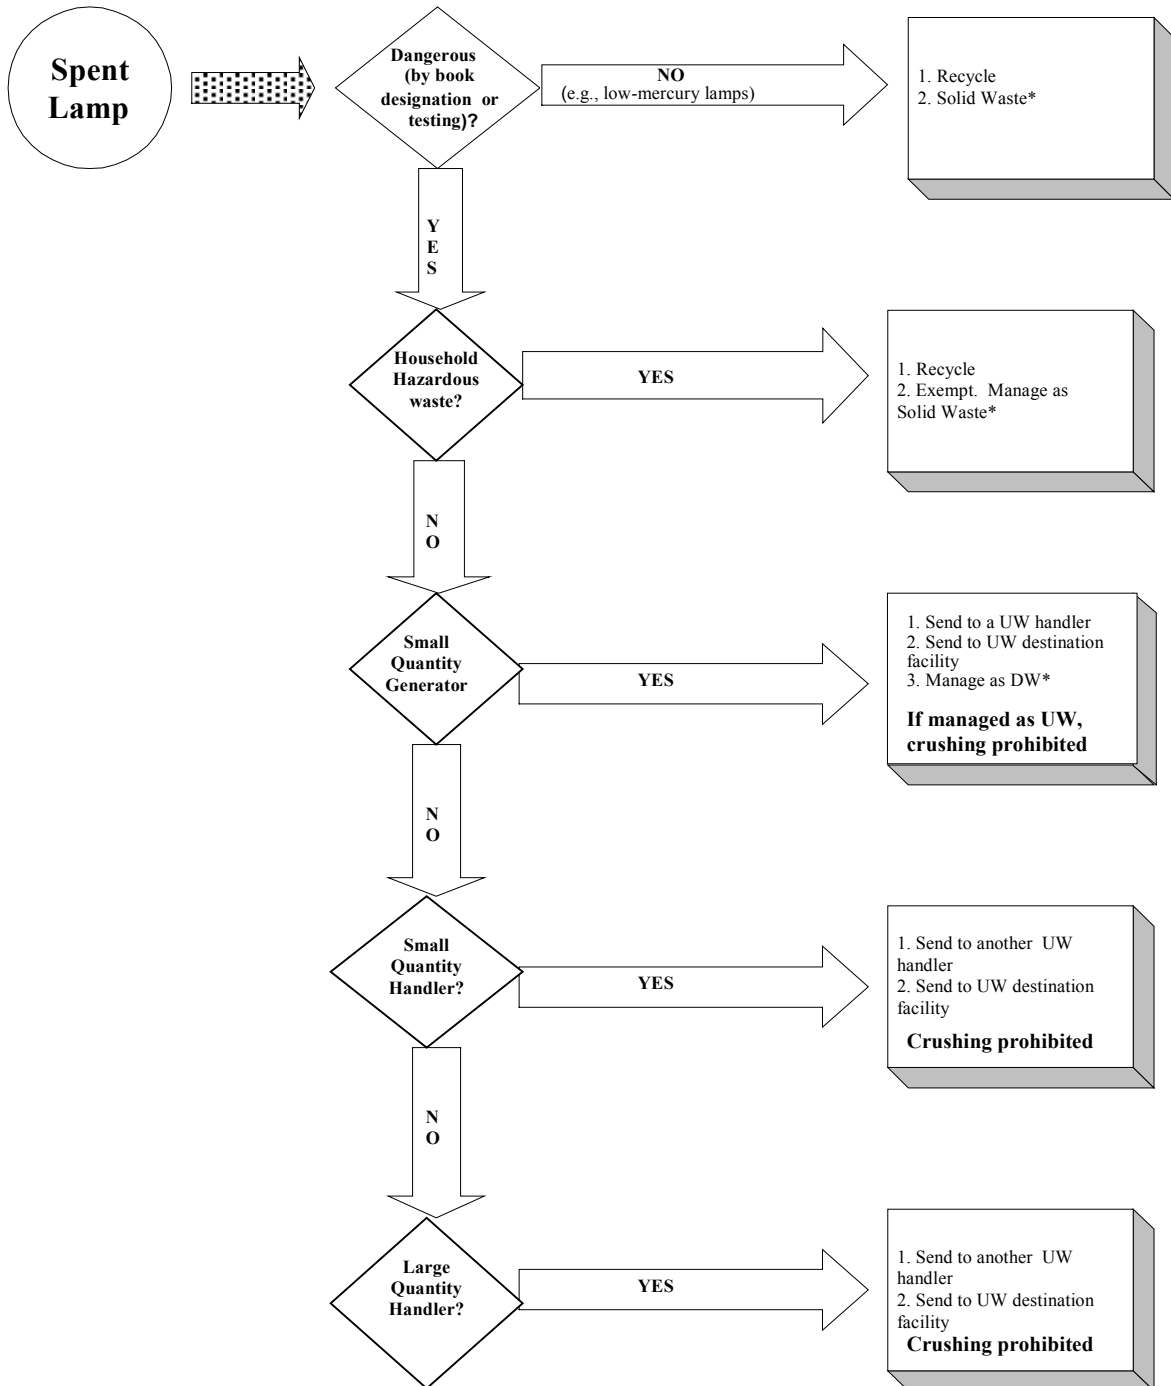 Spent
Lamp
Dangerous
(by book
designation or
testing)?
NO
(e.g., low-mercury lamps)
1. Recycle
2. Solid Waste*
Y
E
S
Household
Hazardous
waste?
YES
1. Recycle
2. Exempt. Manage as
Solid Waste*
N
O
Small
Quantity
Generator
YES
1. Send to a UW handler
2. Send to UW destination
facility
3. Manage as DW*
If managed as UW,
crushing prohibited
N
O
Small
Quantity
Handler?
YES
1. Send to another UW
handler
2. Send to UW destination
facility
Crushing prohibited
N
O
Large
Quantity
Handler?
YES
1. Send to another UW
handler
2. Send to UW destination
facility
Crushing prohibited